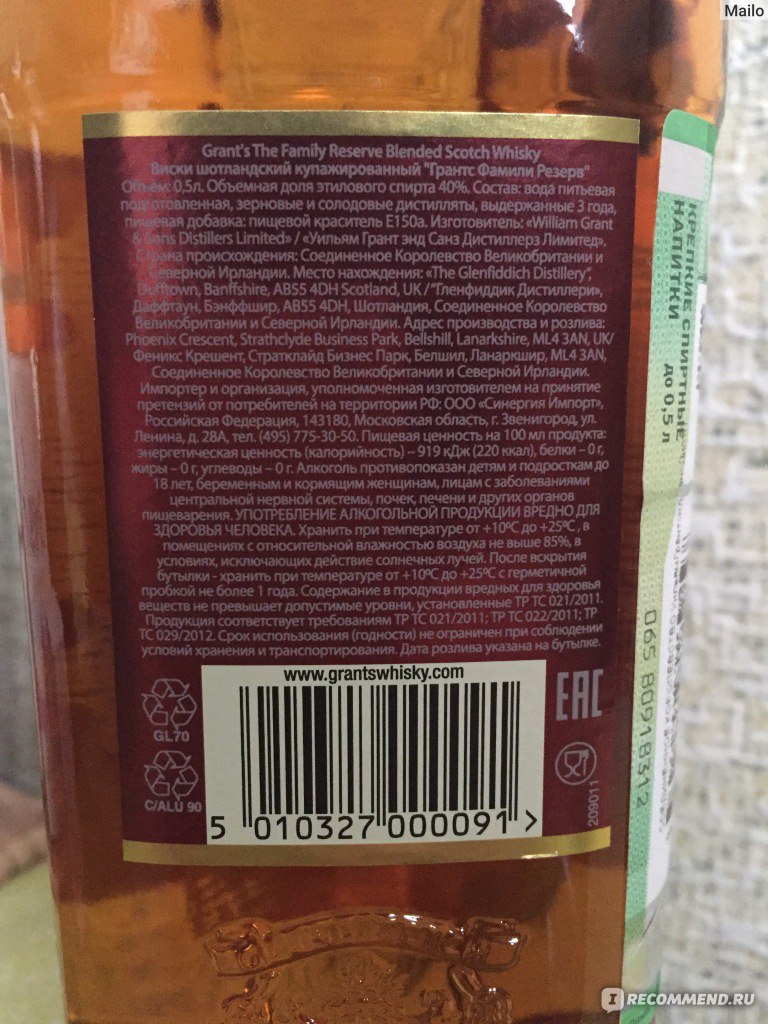 Mailo
Grant's The Family Reserve Blended Scotch Whisky
Виски шотландский купажированный "Грантс Фамили Резерв"
Объем: 0,5л. Объемная доля этилового спирта 40%. Состав: вода питьевая
подготовленная, зерновые и солодовые дистилляты, выдержанные 3 года,
пищевая добавка: пищевой краситель Е150а. Изготовитель: «William Grant
& Sons Distillers Limited» / «Уильям Грант энд Санз Дистиллерз Лимитед».
Страна происхождения: Соединенное Королевство Великобритании и
Северной Ирландии. Место нахождения: «The Glenfiddich Distillery",
Dufftown, Banffshire, AB55 4DH Scotland, UK / "Гленфиддик Дистиллери»,
Даффтаун, Бэнффшир, AB55 4DH, Шотландия, Соединенное Королевство
Великобритании и Северной Ирландии. Адрес производства и розлива:
Phoenix Crescent, Strathclyde Business Park, Bellshill, Lanarkshire, ML4 3AN, UK/
Феникс Крешент, Стратклайд Бизнес Парк, Белшил, Ланаркшир, ML4 3AN,
Соединенное Королевство Великобритании и Северной Ирландии.
Импортер и организация, уполномоченная изготовителем на принятие
претензий от потребителей на территории РФ: ООО «Синергия Импорт»,
Российская Федерация, 143180, Московская область, г. Звенигород, ул.
Ленина, д. 28А, тел. (495) 775-30-50. Пищевая ценность на 100 мл продукта:
энергетическая ценность (калорийность) – 919 кДж (220 ккал), белки – 0 г,
жиры – 0 г, углеводы – 0 г. Алкоголь противопоказан детям и подросткам до
18 лет, беременным и кормящим женщинам, лицам с заболеваниями
центральной нервной системы, почек, печени и других органов
пищеварения. УПОТРЕБЛЕНИЕ АЛКОГОЛЬНОЙ ПРОДУКЦИИ ВРЕДНО ДЛЯ
ЗДОРОВЬЯ ЧЕЛОВЕКА. Хранить при температуре от +10ºС до +25ºС, в
помещениях с относительной влажностью воздуха не выше 85%, в
условиях, исключающих действие солнечных лучей. После вскрытия
бутылки - хранить при температуре от +10ºС до +25ºС с герметичной
пробкой не более 1 года. Содержание в продукции вредных для здоровья
веществ не превышает допустимые уровни, установленные ТР ТС 021/2011.
Продукция соответствует требованиям ТР ТС 021/2011; ТР ТС 022/2011; ТР
ТС 029/2012. Срок использования (годности) не ограничен при соблюдении
условий хранения и транспортирования. Дата розлива указана на бутылке.
www.grantswhisky.com
EAC
GL70
C/ALU 90
209011
5 010327 000091 >
КРЕПКИЕ СПИРТНЫЕ
НАПИТКИ
до 0,5 л
065 80918312
I RECOMMEND.RU